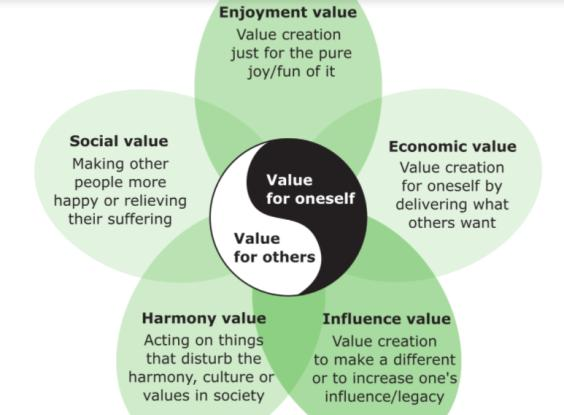 Enjoyment value
Value creation
just for the pure
joy/fun of it
Social value
Making other
people more
happy or relieving
their suffering
Economic value
Value creation
for oneself by
delivering what
others want
Value
for oneself
Value
for others
Harmony value
Acting on things
that disturb the
harmony, culture or
values in society
Influence value
Value creation
to make a different
or to increase one's
influence/legacy